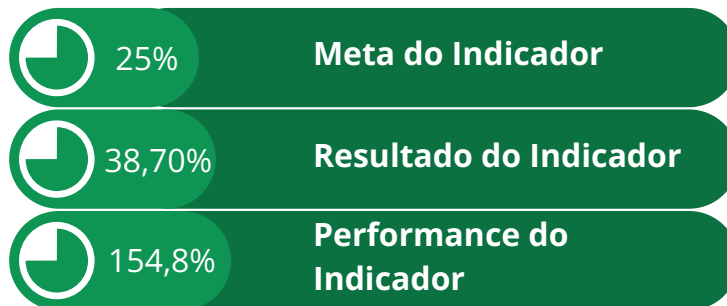 25%
Meta do Indicador
38,70%
Resultado do Indicador
154,8%
Performance do
Indicador